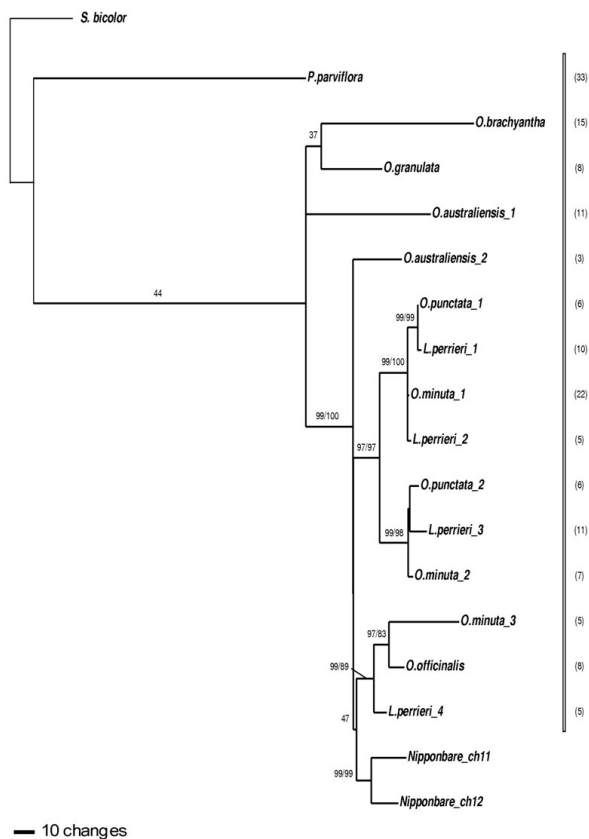 S. bicolor
P.parviflora (33)
O.brachyantha (15)
37
O.granulata (8)
O.australiensis_1 (11)
O.australiensis_2 (3)
44
O.punctata_1 (6)
99/99
L.perrieri_1 (10)
99/100
O.minuta_1 (22)
99/100
L.perrieri_2 (5)
97/97
O.punctata_2 (6)
L.perrieri_3 (11)
99/98
O.minuta_2 (7)
O.minuta_3 (5)
97/83
O.officinalis (8)
99/89
L.perrieri_4 (5)
47
Nipponbare_ch11
99/99
Nipponbare_ch12
10 changes